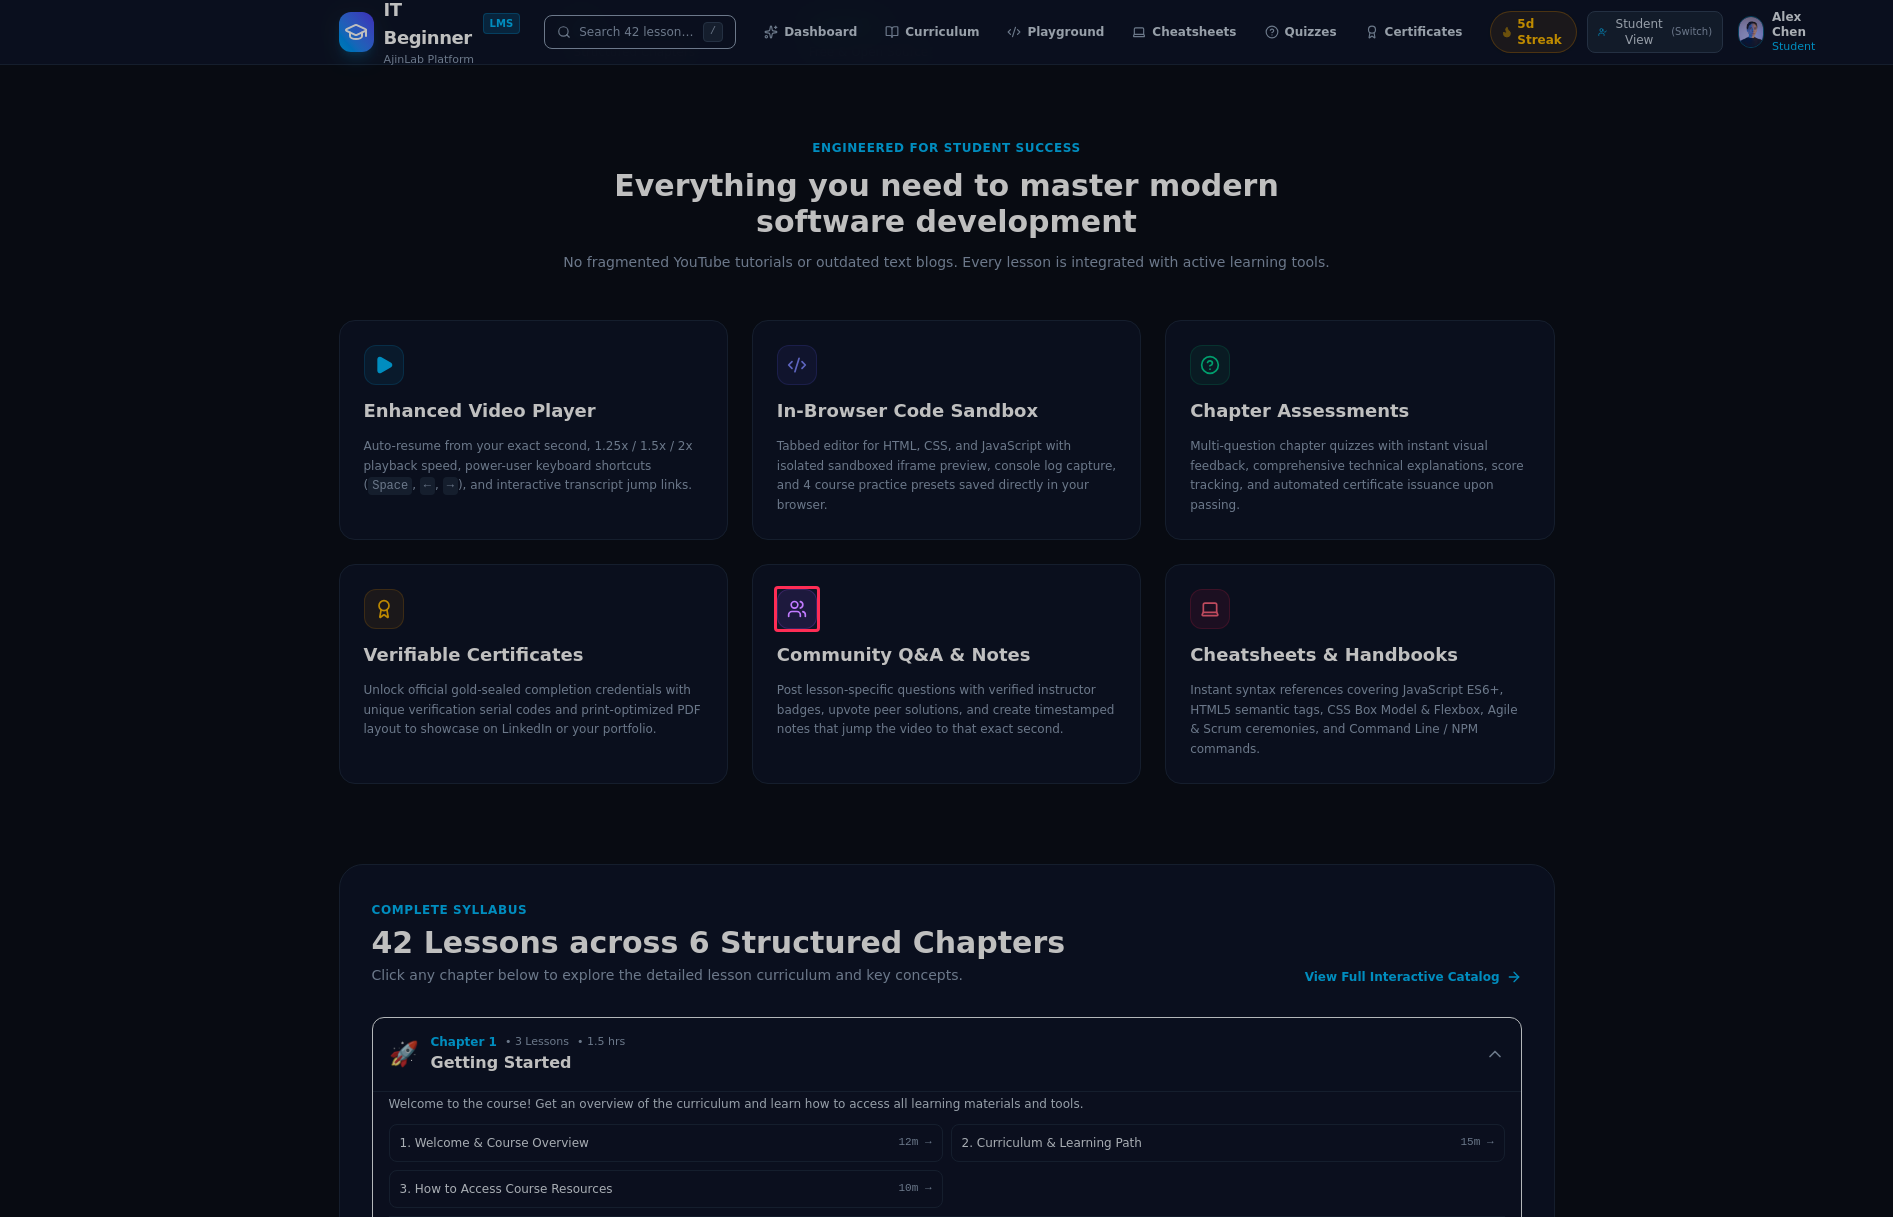 IT
Beginner
LMS
AjinLab Platform
Search 42 lesson...
/
Dashboard
Curriculum
Playground
Cheatsheets
Quizzes
Certificates
5d
Streak
Student
View
(Switch)
Alex
Chen
Student
ENGINEERED FOR STUDENT SUCCESS
Everything you need to master modern
software development
No fragmented YouTube tutorials or outdated text blogs. Every lesson is integrated with active learning tools.
Enhanced Video Player
Auto-resume from your exact second, 1.25x / 1.5x / 2x
playback speed, power-user keyboard shortcuts
(Space, ←, →), and interactive transcript jump links.
In-Browser Code Sandbox
Tabbed editor for HTML, CSS, and JavaScript with
isolated sandboxed iframe preview, console log capture,
and 4 course practice presets saved directly in your
browser.
Chapter Assessments
Multi-question chapter quizzes with instant visual
feedback, comprehensive technical explanations, score
tracking, and automated certificate issuance upon
passing.
Verifiable Certificates
Unlock official gold-sealed completion credentials with
unique verification serial codes and print-optimized PDF
layout to showcase on LinkedIn or your portfolio.
Community Q&A & Notes
Post lesson-specific questions with verified instructor
badges, upvote peer solutions, and create timestamped
notes that jump the video to that exact second.
Cheatsheets & Handbooks
Instant syntax references covering JavaScript ES6+,
HTML5 semantic tags, CSS Box Model & Flexbox, Agile
& Scrum ceremonies, and Command Line / NPM
commands.
COMPLETE SYLLABUS
42 Lessons across 6 Structured Chapters
Click any chapter below to explore the detailed lesson curriculum and key concepts.
View Full Interactive Catalog →
Chapter 1 • 3 Lessons • 1.5 hrs
Getting Started
Welcome to the course! Get an overview of the curriculum and learn how to access all learning materials and tools.
1. Welcome & Course Overview 12m →
2. Curriculum & Learning Path 15m →
3. How to Access Course Resources 10m →